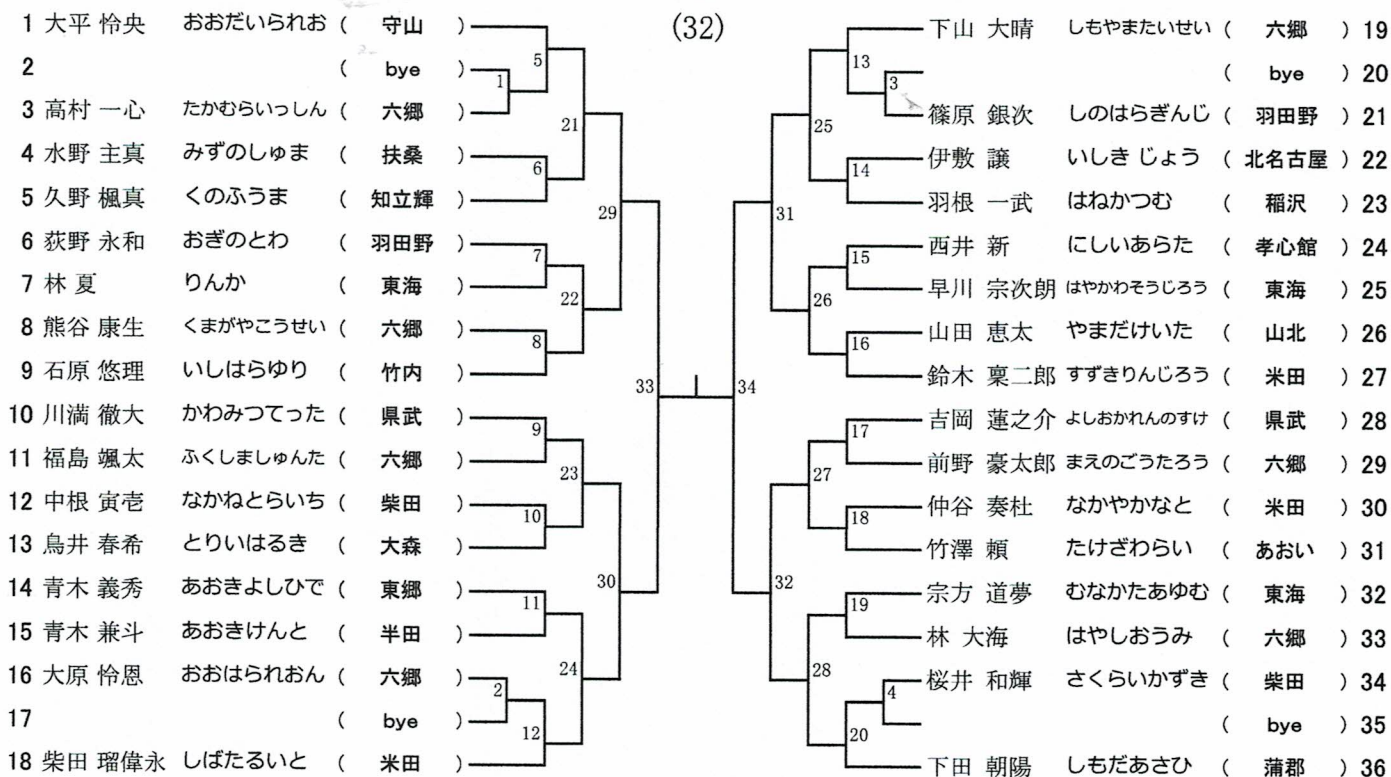 (32)
1 大平 怜央 おおだいられお ( 守山 )
2 ( bye )
3 高村 一心 たかむらいっしん ( 六郷 )
4 水野 主真 みずのしゅま ( 扶桑 )
5 久野 楓真 くのふうま ( 知立輝 )
6 荻野 永和 おぎのとわ ( 羽田野 )
7 林 夏 りんか ( 東海 )
8 熊谷 康生 くまがやこうせい ( 六郷 )
9 石原 悠理 いしはらゆり ( 竹内 )
10 川満 徹大 かわみつてった ( 県武 )
11 福島 颯太 ふくしましゅんた ( 六郷 )
12 中根 寅壱 なかねとらいち ( 柴田 )
13 鳥井 春希 とりいはるき ( 大森 )
14 青木 義秀 あおきよしひで ( 東郷 )
15 青木 兼斗 あおきけんと ( 半田 )
16 大原 怜恩 おおはられおん ( 六郷 )
17 ( bye )
18 柴田 瑠偉永 しばたるいと ( 米田 )
1
5
21
6
29
7
22
8
33
9
23
10
30
11
24
2
12
34
13
3
25
14
31
15
26
16
17
27
18
32
19
28
4
20
下山 大晴 しもやまたいせい ( 六郷 ) 19
( bye ) 20
篠原 銀次 しのはらぎんじ ( 羽田野 ) 21
伊敷 譲 いしき じょう ( 北名古屋 ) 22
羽根 一武 はねかつむ ( 稲沢 ) 23
西井 新 にしいあらた ( 孝心館 ) 24
早川 宗次朗 はやかわそうじろう ( 東海 ) 25
山田 恵太 やまだけいた ( 山北 ) 26
鈴木 稟二郎 すずきりんじろう ( 米田 ) 27
吉岡 蓮之介 よしおかれんのすけ ( 県武 ) 28
前野 豪太郎 まえのごうたろう ( 六郷 ) 29
仲谷 奏杜 なかやかなと ( 米田 ) 30
竹澤 頼 たけざわらい ( あおい ) 31
宗方 道夢 むなかたあゆむ ( 東海 ) 32
林 大海 はやしおうみ ( 六郷 ) 33
桜井 和輝 さくらいかずき ( 柴田 ) 34
( bye ) 35
下田 朝陽 しもだあさひ ( 蒲郡 ) 36